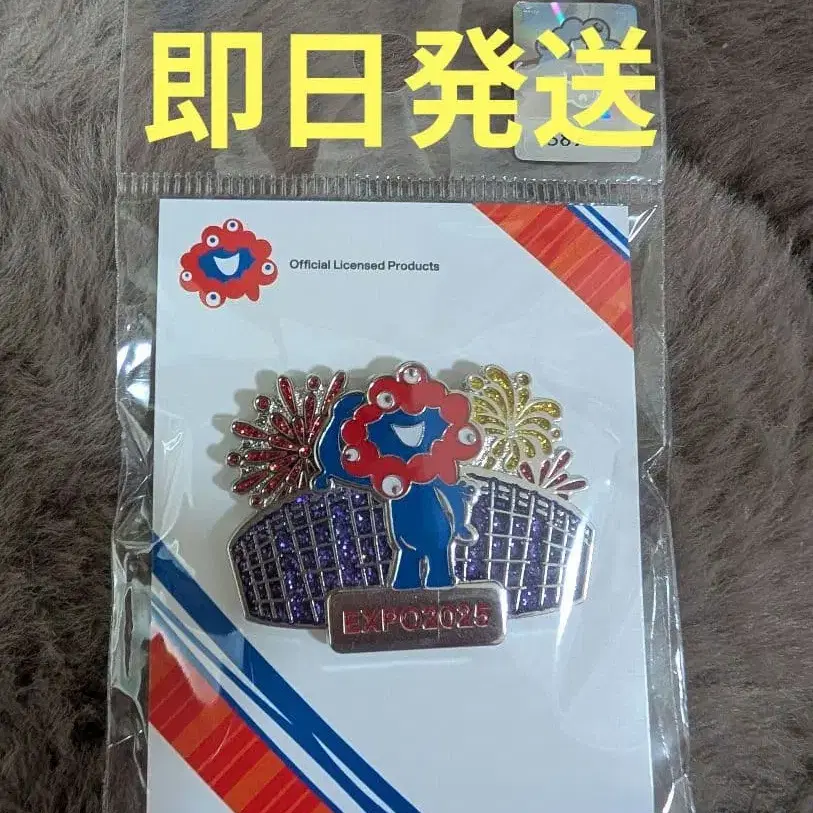 即日発送
Official Licensed Products
EXPO2025